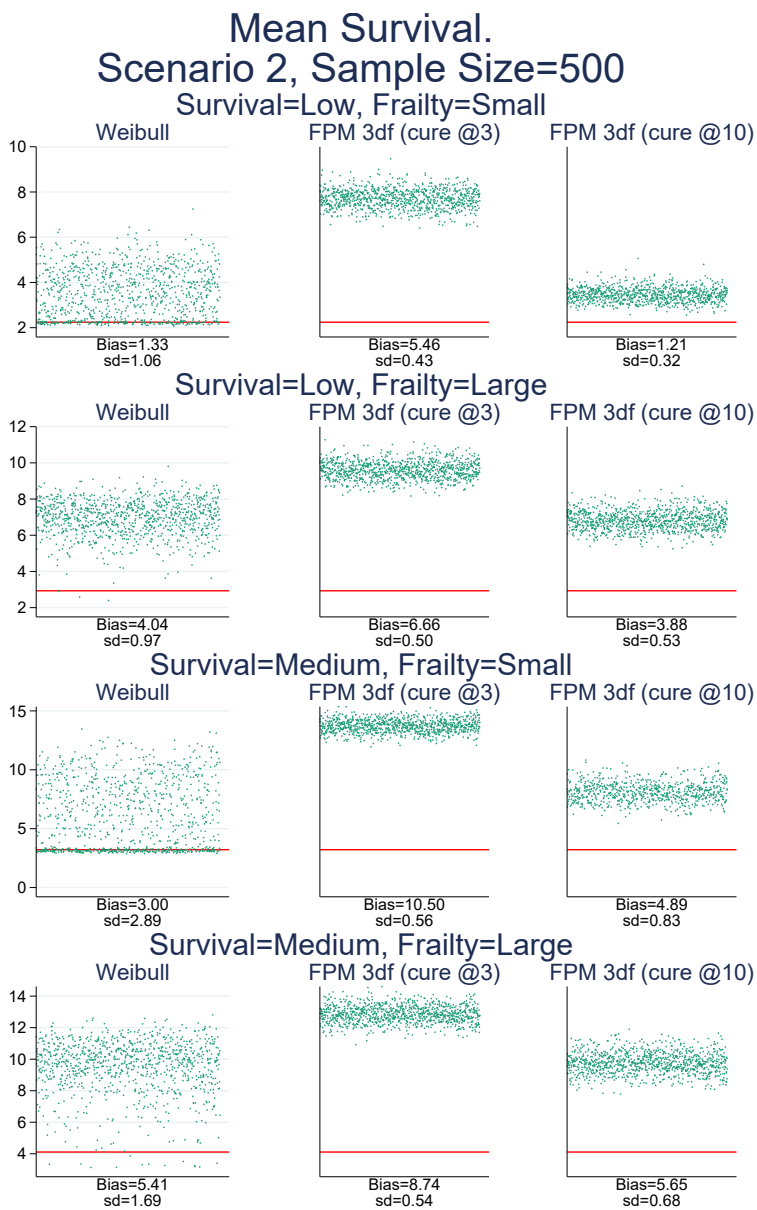 Mean Survival.
Scenario 2, Sample Size=500
Survival=Low, Frailty=Small
Weibull
FPM 3df (cure @3)
FPM 3df (cure @10)
10
8
6
4
2
Bias=1.33
sd=1.06
Bias=5.46
sd=0.43
Bias=1.21
sd=0.32
Survival=Low, Frailty=Large
Weibull
FPM 3df (cure @3)
FPM 3df (cure @10)
12
10
8
6
4
2
Bias=4.04
sd=0.97
Bias=6.66
sd=0.50
Bias=3.88
sd=0.53
Survival=Medium, Frailty=Small
Weibull
FPM 3df (cure @3)
FPM 3df (cure @10)
15
10
5
0
Bias=3.00
sd=2.89
Bias=10.50
sd=0.56
Bias=4.89
sd=0.83
Survival=Medium, Frailty=Large
Weibull
FPM 3df (cure @3)
FPM 3df (cure @10)
14
12
10
8
6
4
Bias=5.41
sd=1.69
Bias=8.74
sd=0.54
Bias=5.65
sd=0.68